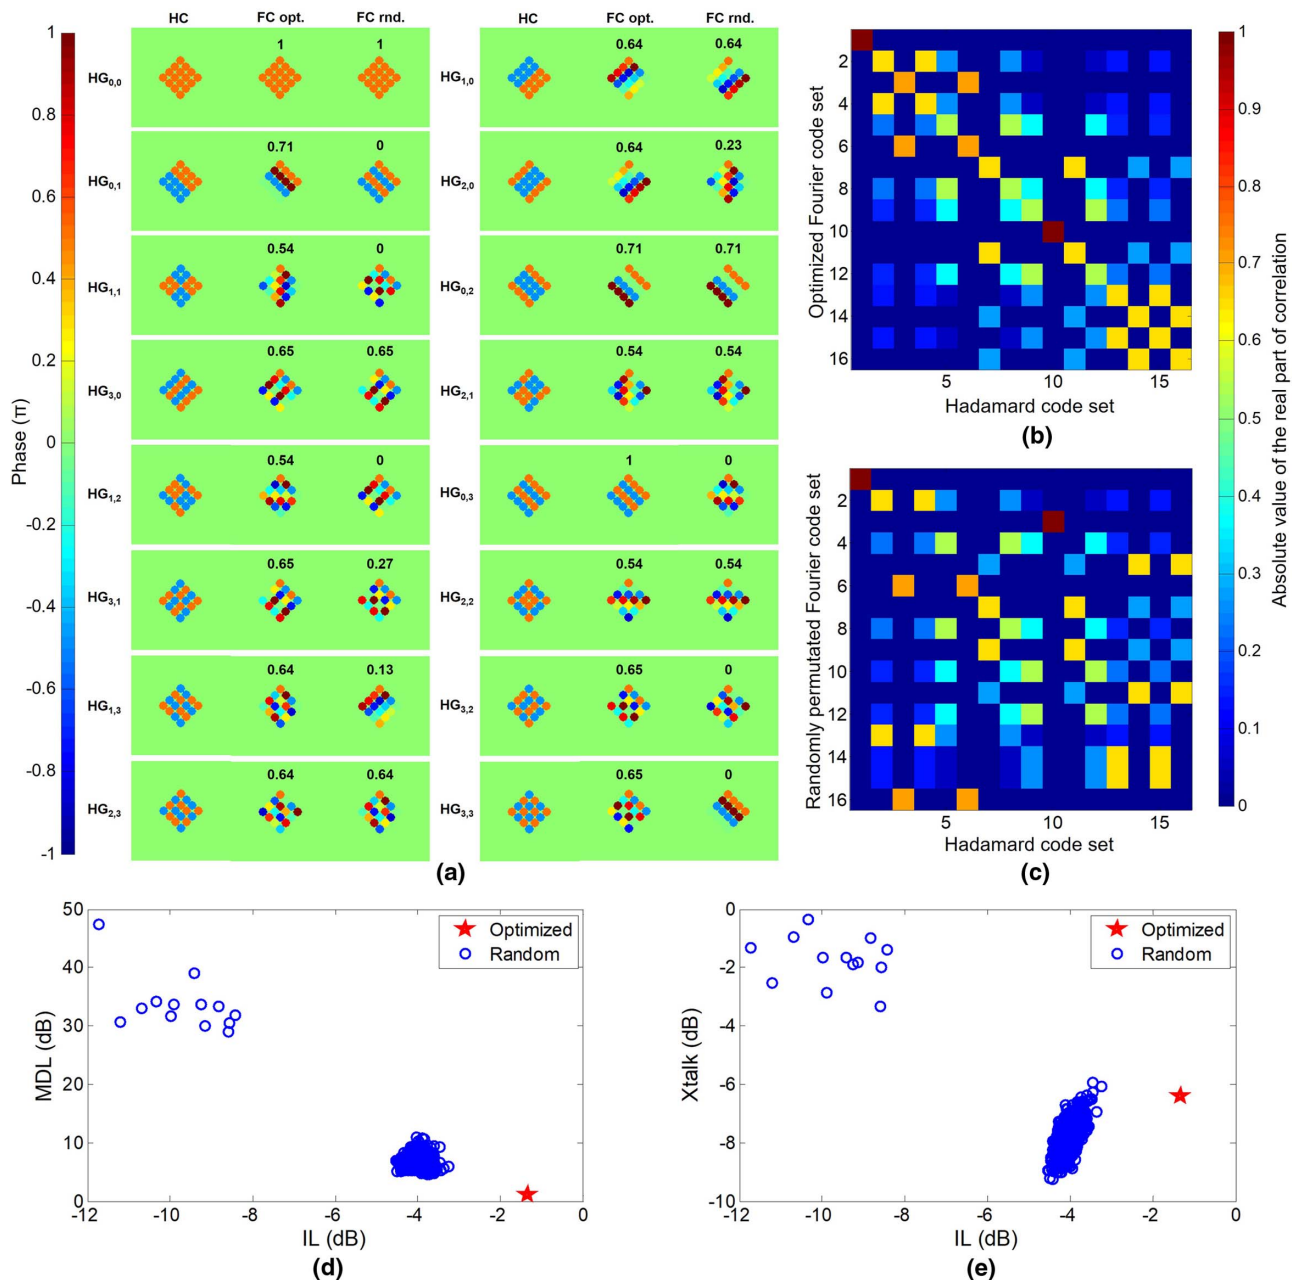 HC FC opt. FC rnd. HC FC opt. FC rnd.
1 1 0.64 0.64
HG0,0 HG1,0
0.71 0 0.64 0.23
HG0,1 HG2,0
0.54 0 0.71 0.71
HG1,1 HG0,2
0.65 0.65 0.54 0.54
HG3,0 HG2,1
0.54 0 1 0
HG1,2 HG0,3
0.65 0.27 0.54 0.54
HG3,1 HG2,2
0.64 0.13 0.65 0
HG1,3 HG3,2
0.64 0.64 0.65 0
HG2,3 HG3,3
Phase (π)
1
0.8
0.6
0.4
0.2
0
-0.2
-0.4
-0.6
-0.8
-1
(a)
Optimized Fourier code set
2
4
6
8
10
12
14
16
5 10 15
Hadamard code set
(b)
Randomly permutated Fourier code set
2
4
6
8
10
12
14
16
5 10 15
Hadamard code set
(c)
1
0.9
0.8
0.7
0.6
0.5
0.4
0.3
0.2
0.1
0
Absolute value of the real part of correlation
MDL (dB)
50
40
30
20
10
0
Optimized
Random
-12 -10 -8 -6 -4 -2 0
IL (dB)
(d)
Xtalk (dB)
0
-2
-4
-6
-8
-10
Optimized
Random
-12 -10 -8 -6 -4 -2 0
IL (dB)
(e)